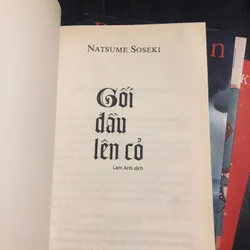 NATSUME SOSEKI
Gối
đầu
lên cỏ
Lam Anh dịch